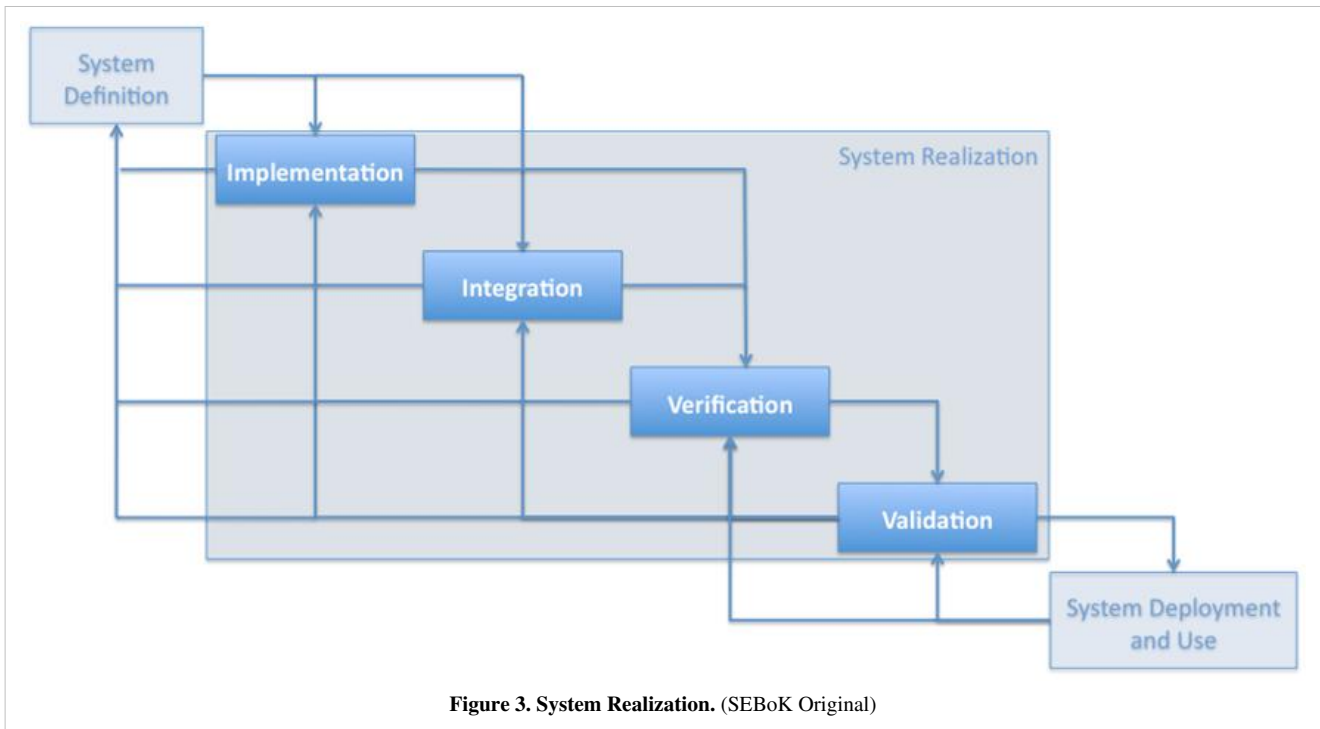 System
Definition
System Realization
Implementation
Integration
Verification
Validation
System Deployment
and Use
Figure 3. System Realization. (SEBoK Original)